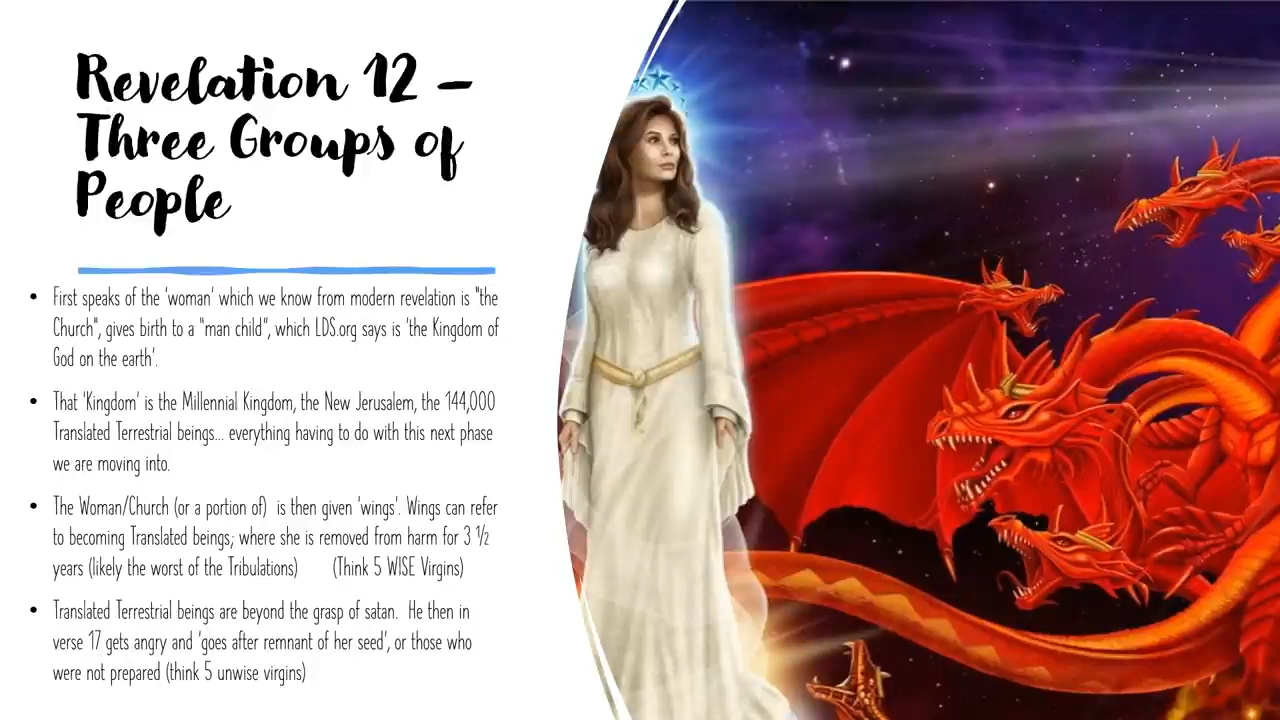 Revelation 12 –
Three Groups of
People
• First speaks of the 'woman' which we know from modern revelation is "the
Church", gives birth to a "man child", which LDS.org says is 'the Kingdom of
God on the earth'.
• That 'Kingdom' is the Millennial Kingdom, the New Jerusalem, the 144,000
Translated Terrestrial beings... everything having to do with this next phase
we are moving into.
• The Woman/Church (or a portion of) is then given 'wings'. Wings can refer
to becoming Translated beings; where she is removed from harm for 3 ½
years (likely the worst of the Tribulations) (Think 5 WISE Virgins)
• Translated Terrestrial beings are beyond the grasp of satan. He then in
verse 17 gets angry and 'goes after remnant of her seed', or those who
were not prepared (think 5 unwise virgins)